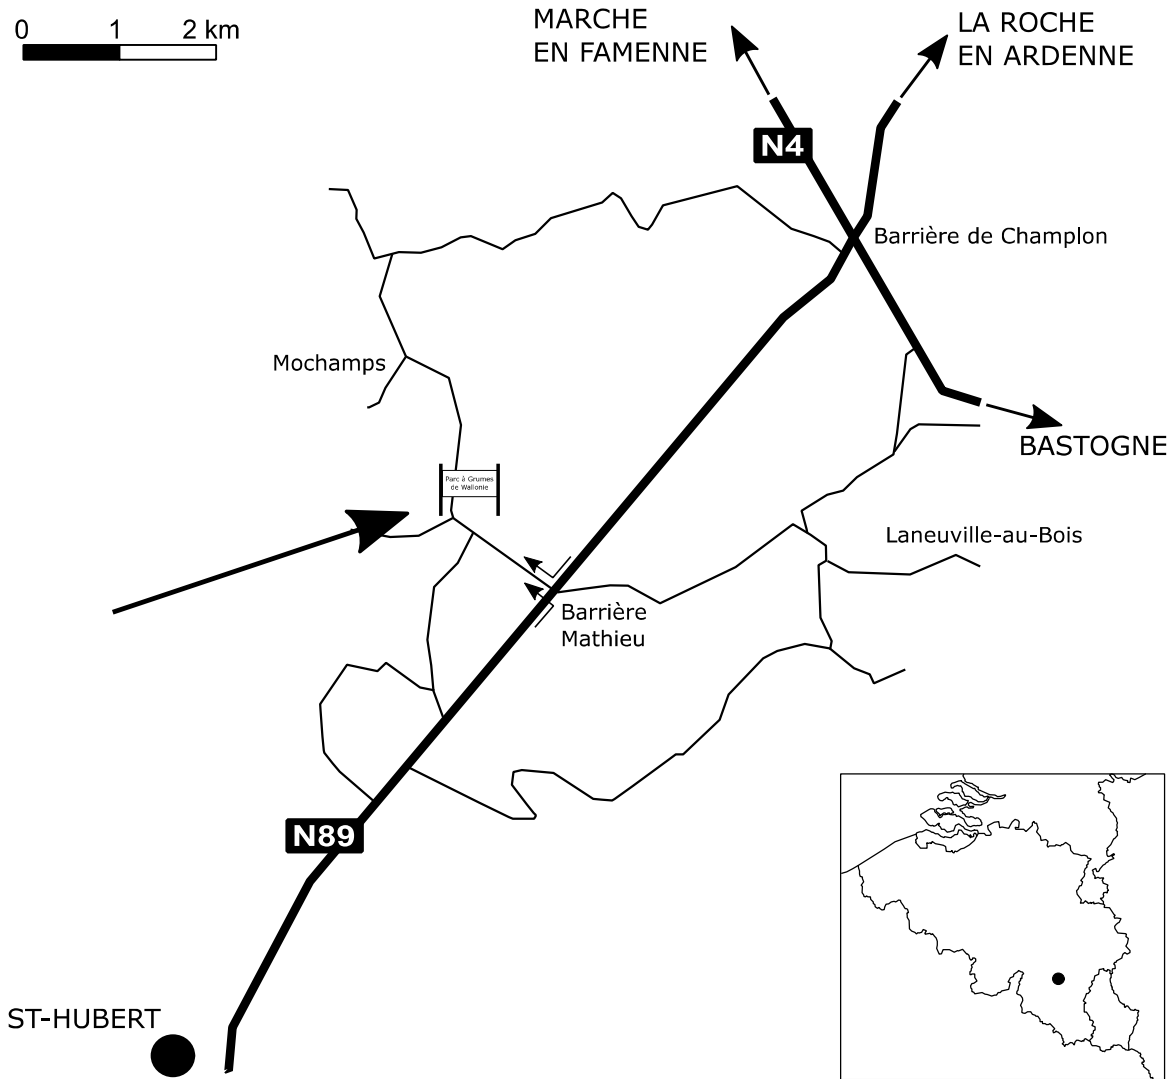 0 1 2 km
MARCHE
EN FAMENNE
LA ROCHE
EN ARDENNE
N4
Barrière de Champlon
Mochamps
BASTOGNE
Parc à Grumes
de Wallonie
Laneuville-au-Bois
Barrière
Mathieu
N89
ST-HUBERT